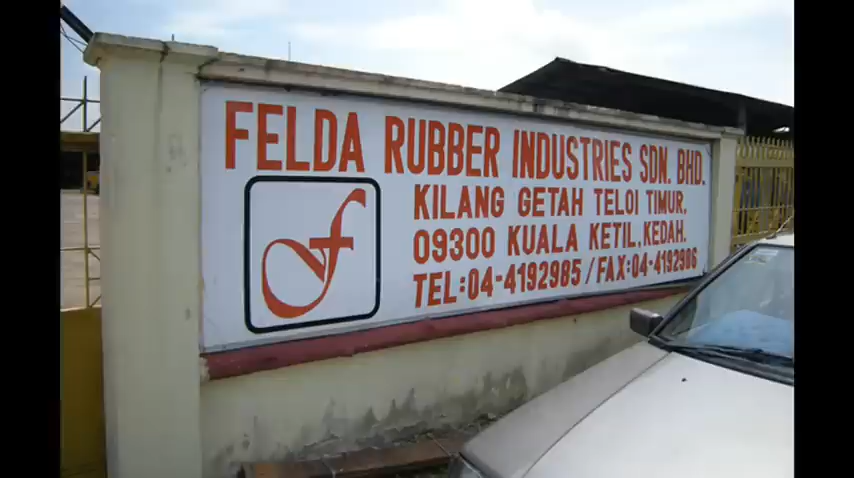 FELDA RUBBER INDUSTRIES SDN. BHD.
KILANG GETAH TELOI TIMUR,
09300 KUALA KETIL, KEDAH.
TEL:04-4192985 / FAX:04-4192986